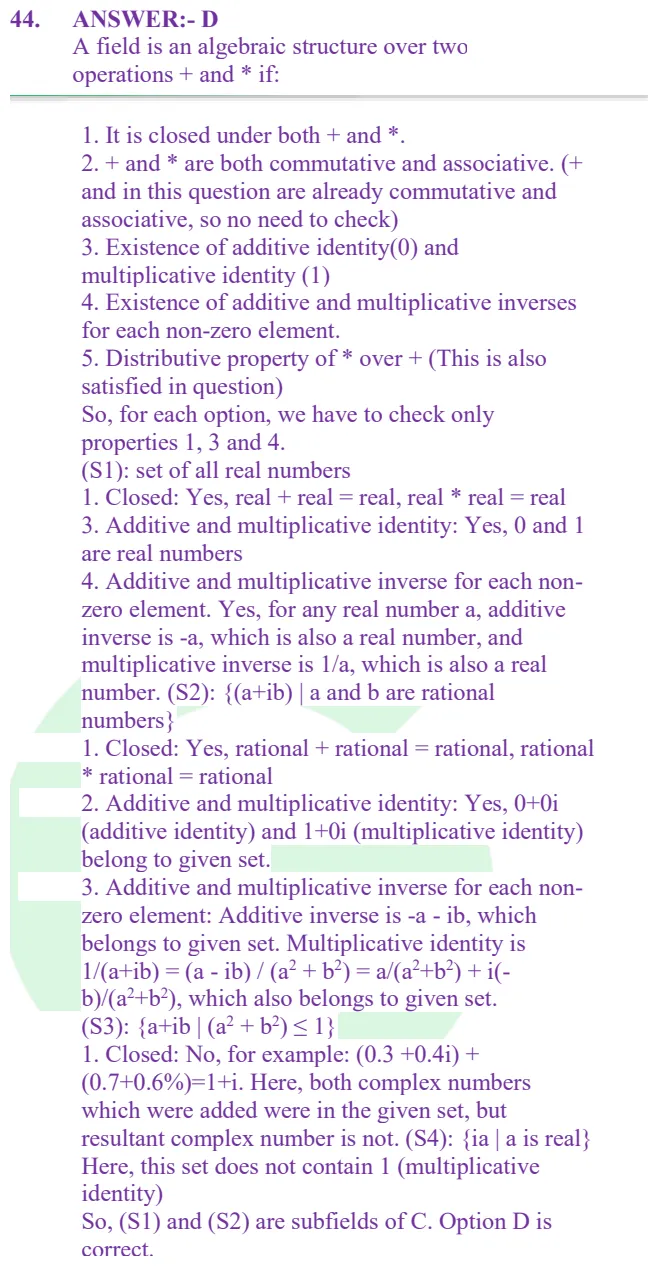 44. ANSWER:- D
A field is an algebraic structure over two
operations + and * if:
1. It is closed under both + and *.
2. + and * are both commutative and associative. (+
and in this question are already commutative and
associative, so no need to check)
3. Existence of additive identity(0) and
multiplicative identity (1)
4. Existence of additive and multiplicative inverses
for each non-zero element.
5. Distributive property of * over + (This is also
satisfied in question)
So, for each option, we have to check only
properties 1, 3 and 4.
(S1): set of all real numbers
1. Closed: Yes, real + real = real, real * real = real
3. Additive and multiplicative identity: Yes, 0 and 1
are real numbers
4. Additive and multiplicative inverse for each non-
zero element. Yes, for any real number a, additive
inverse is -a, which is also a real number, and
multiplicative inverse is 1/a, which is also a real
number. (S2): {(a+ib) | a and b are rational
numbers}
1. Closed: Yes, rational + rational = rational, rational
* rational = rational
2. Additive and multiplicative identity: Yes, 0+0i
(additive identity) and 1+0i (multiplicative identity)
belong to given set.
3. Additive and multiplicative inverse for each non-
zero element: Additive inverse is -a - ib, which
belongs to given set. Multiplicative identity is
1/(a+ib) = (a - ib) / (a² + b²) = a/(a²+b²) + i(-
b)/(a²+b²), which also belongs to given set.
(S3): {a+ib | (a² + b²) ≤ 1}
1. Closed: No, for example: (0.3 +0.4i) +
(0.7+0.6%)=1+i. Here, both complex numbers
which were added were in the given set, but
resultant complex number is not. (S4): {ia | a is real}
Here, this set does not contain 1 (multiplicative
identity)
So, (S1) and (S2) are subfields of C. Option D is
correct.